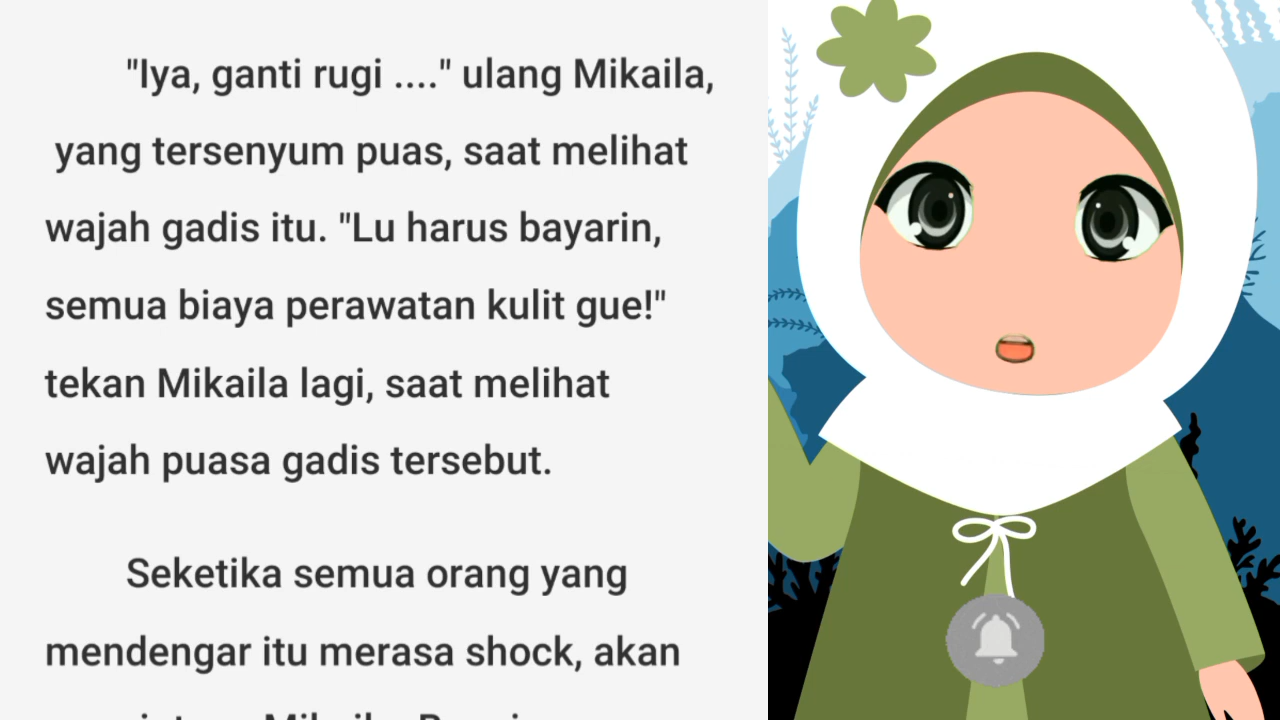 "Iya, ganti rugi ...." ulang Mikaila,
yang tersenyum puas, saat melihat
wajah gadis itu. "Lu harus bayarin,
semua biaya perawatan kulit gue!"
tekan Mikaila lagi, saat melihat
wajah puasa gadis tersebut.
Seketika semua orang yang
mendengar itu merasa shock, akan